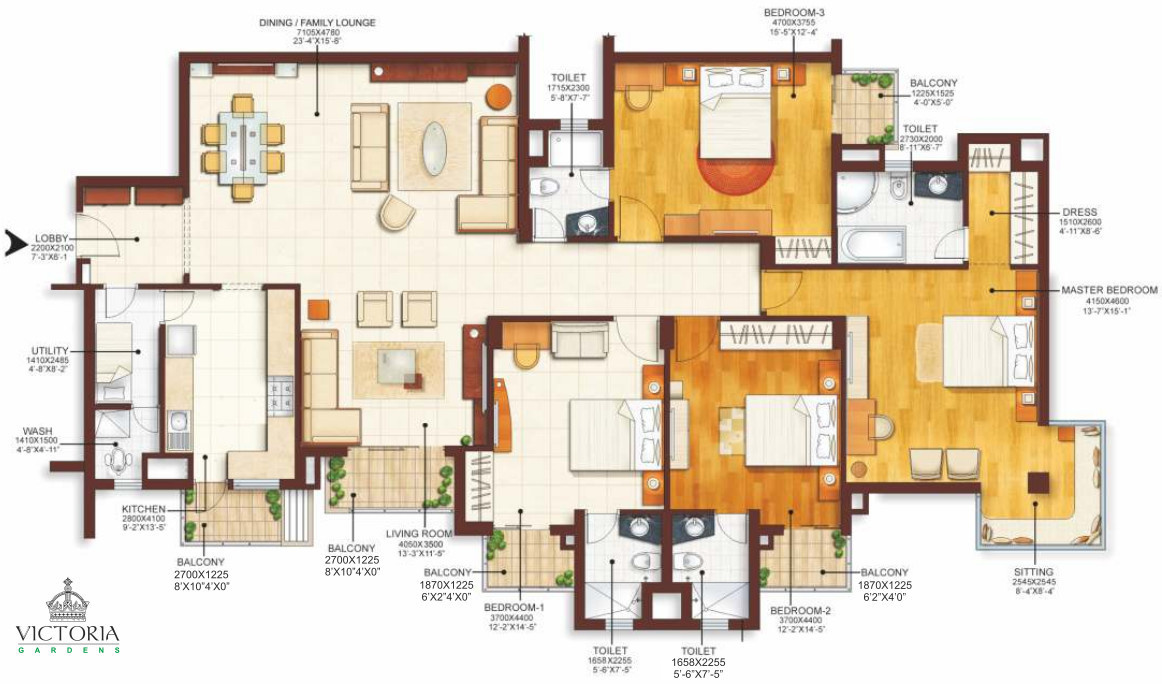 DINING / FAMILY LOUNGE
7105X4780
23'-4"X15'-8"
BEDROOM-3
4700X3755
15'-5"X12'-4"
TOILET
1715X2300
5'-8"X7'-7"
BALCONY
1225X1525
4'-0"X5'-0"
TOILET
2730X2000
8'-11"X6'-7"
DRESS
1510X2600
4'-11"X8'-6"
LOBBY
2200X2100
7'-3"X6'-1
MASTER BEDROOM
4150X4600
13'-7"X15'-1"
UTILITY
1410X2485
4'-8"X8'-2"
WASH
1410X1500
4'-8"X4'-11"
KITCHEN
2800X4100
9'-2"X13'-5"
LIVING ROOM
4050X3500
13'-3"X11'-5"
BALCONY
2700X1225
8'X10"4'X0"
BALCONY
2700X1225
8'X10"4'X0"
BALCONY
1870X1225
6'X2"4'X0"
BALCONY
1870X1225
6'2"X4'0"
SITTING
2545X2545
8'-4"X8'-4"
BEDROOM-1
3700X4400
12'-2"X14'-5"
BEDROOM-2
3700X4400
12'-2"X14'-5"
TOILET
1658X2255
5'-6"X7'-5"
TOILET
1658X2255
5'-6"X7'-5"
VICTORIA
GARDENS